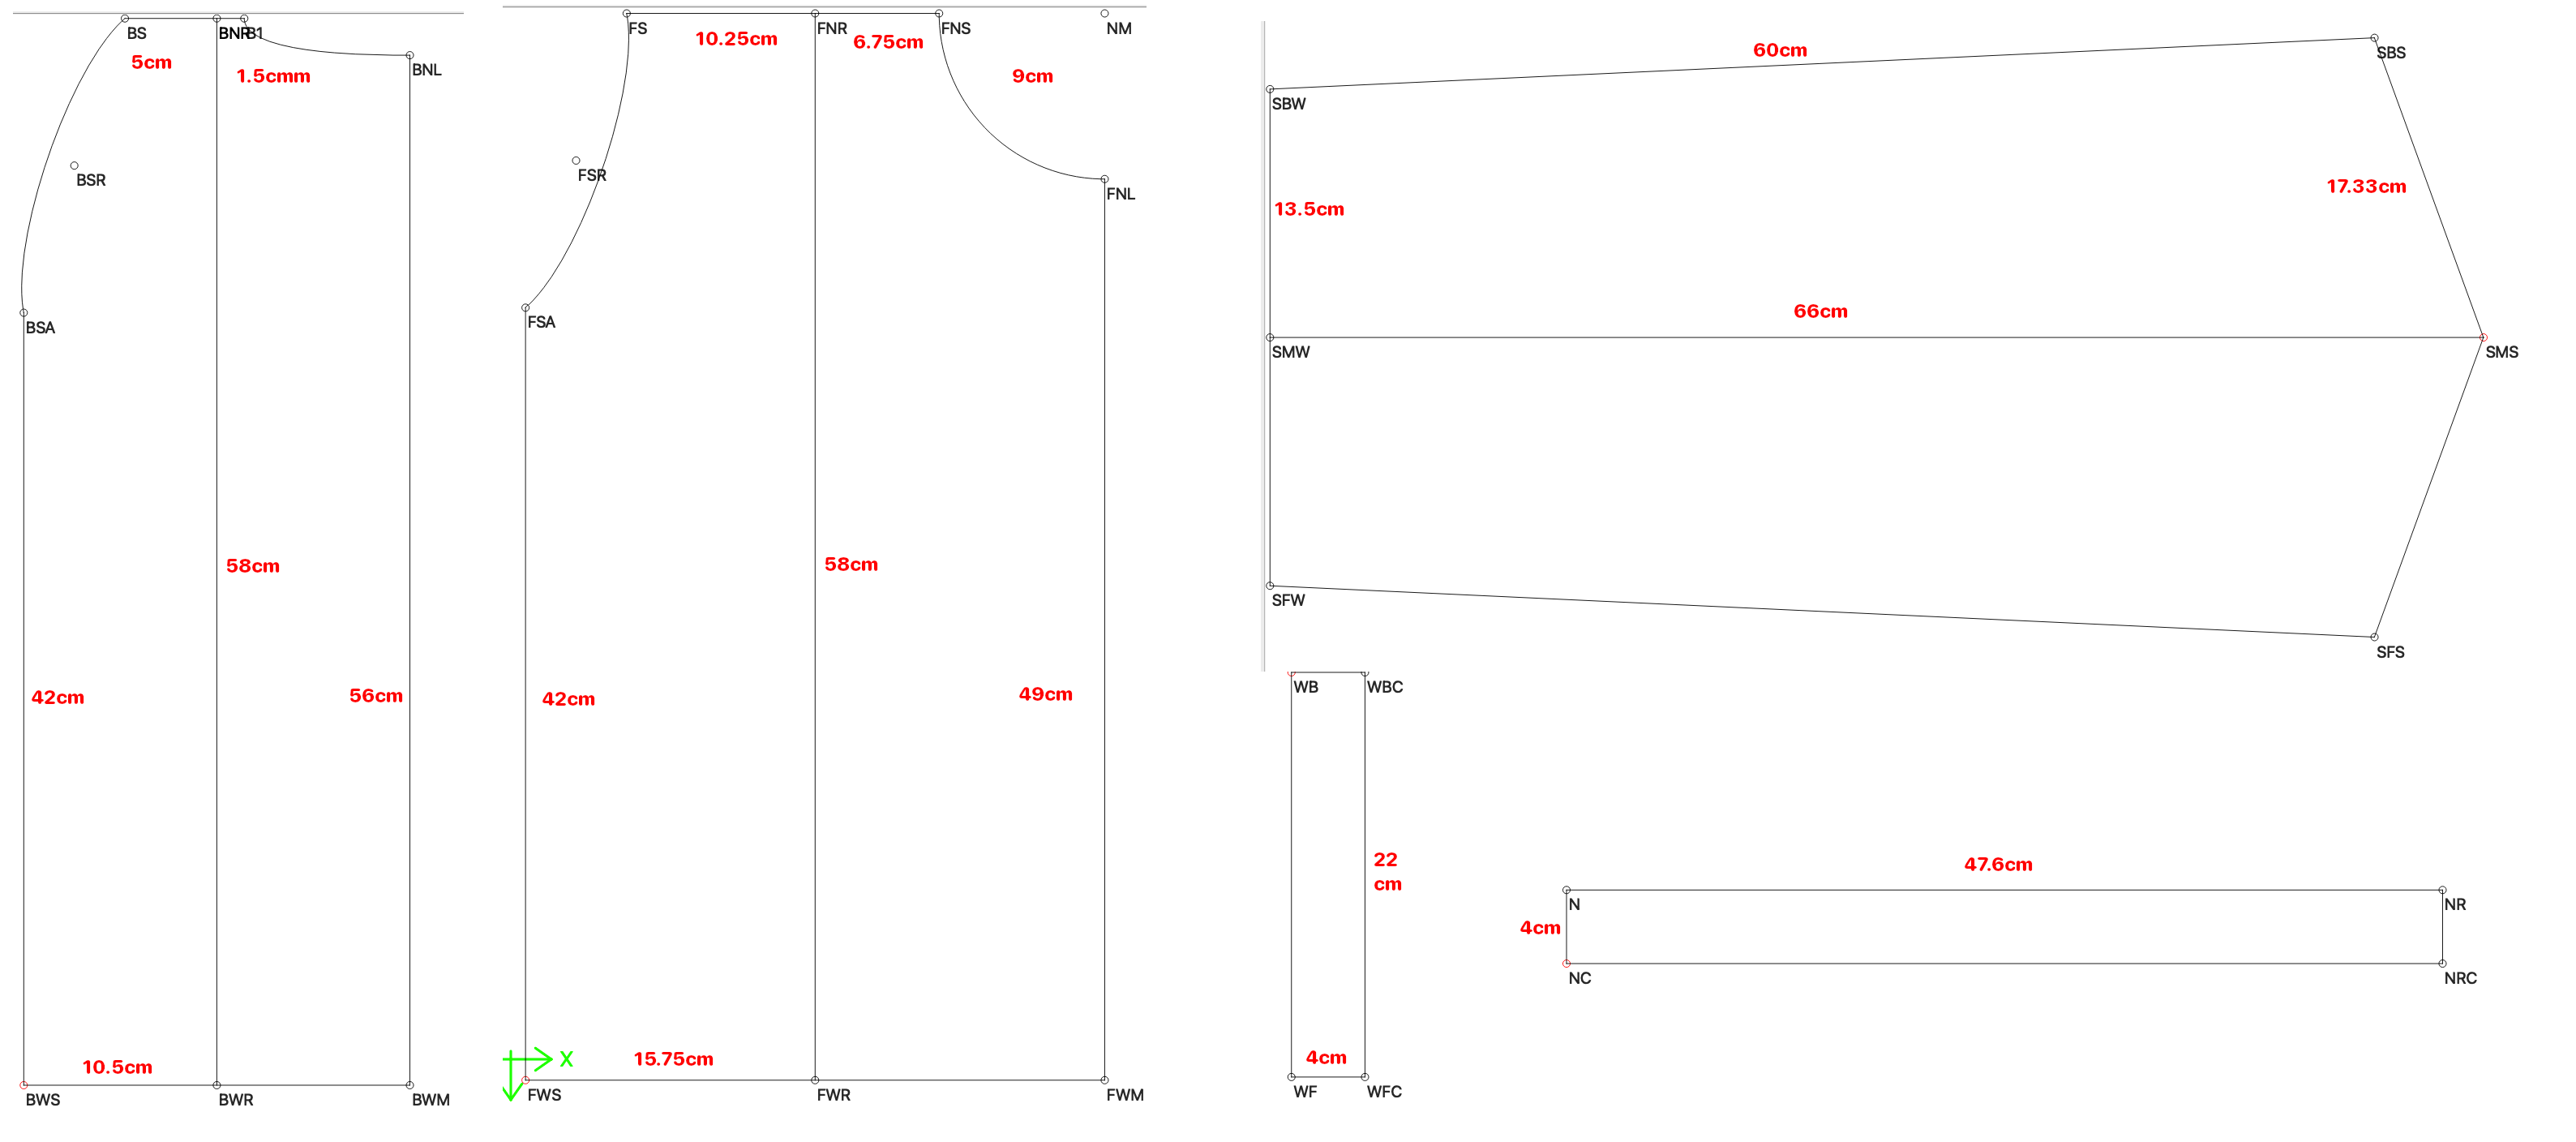 BS
BNR
B1
5cm
1.5cmm
BNL
BSR
BSA
58cm
42cm
56cm
10.5cm
BWS
BWR
BWM
FS
FNR
FNS
NM
10.25cm
6.75cm
9cm
FSR
FNL
FSA
58cm
42cm
49cm
X
15.75cm
FWS
FWR
FWM
60cm
SBS
SBW
17.33cm
13.5cm
66cm
SMW
SMS
SFW
SFS
WB
WBC
22
cm
4cm
WF
WFC
47.6cm
N
NR
4cm
NC
NRC